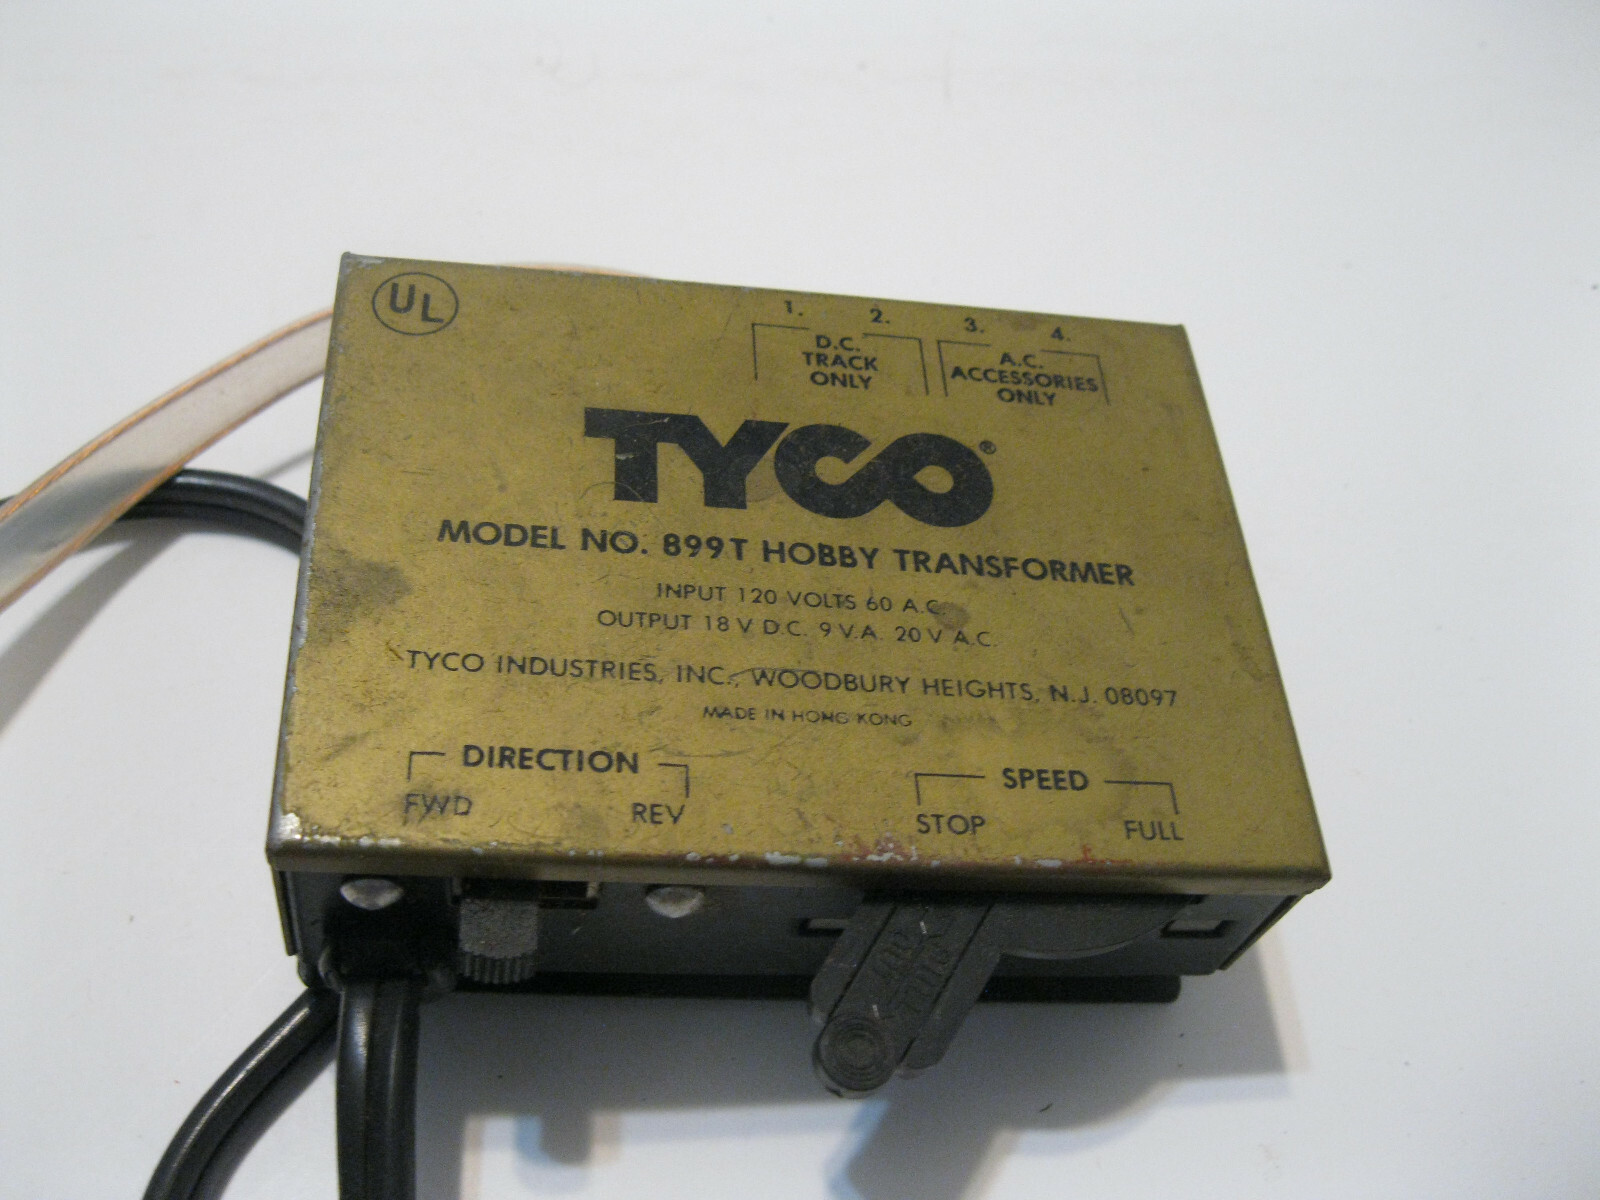 UL
1. 2. 3. 4.
D.C.
TRACK
ONLY
A.C.
ACCESSORIES
ONLY
TYCO®
MODEL NO. 899T HOBBY TRANSFORMER
INPUT 120 VOLTS 60 A.C.
OUTPUT 18 V D.C. 9 V.A. 20 V A.C.
TYCO INDUSTRIES, INC., WOODBURY HEIGHTS, N.J. 08097
MADE IN HONG KONG
DIRECTION
FWD REV
SPEED
STOP FULL